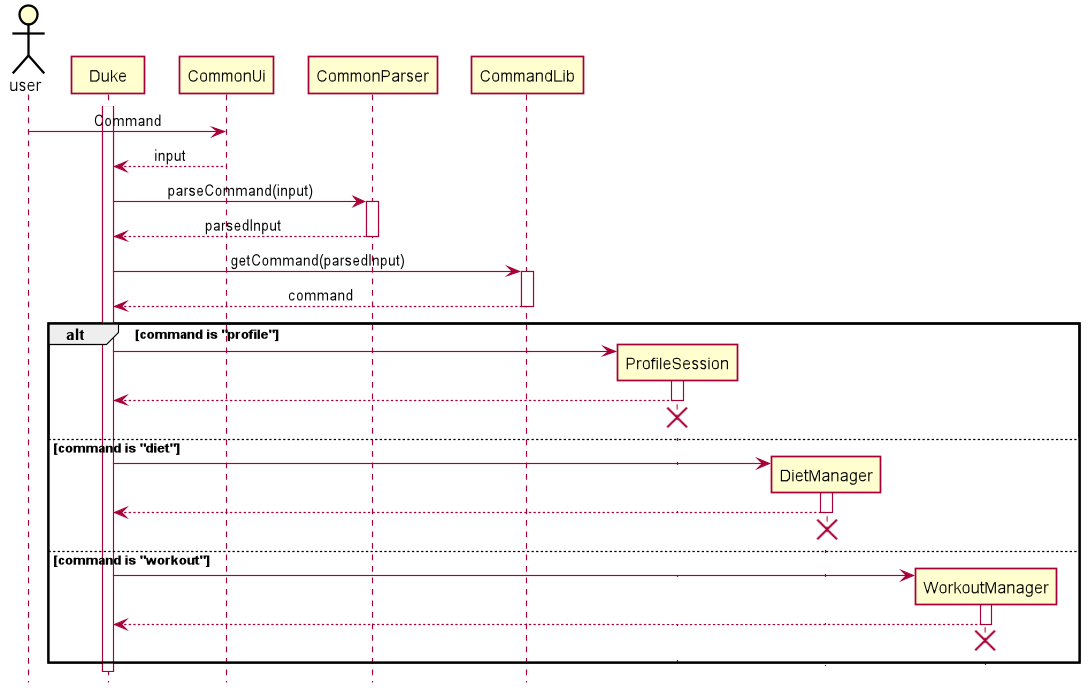 user
Duke
CommonUi
CommonParser
CommandLib
Command
input
parseCommand(input)
parsedInput
getCommand(parsedInput)
command
alt
[command is "profile"]
ProfileSession
[command is "diet"]
DietManager
[command is "workout"]
WorkoutManager